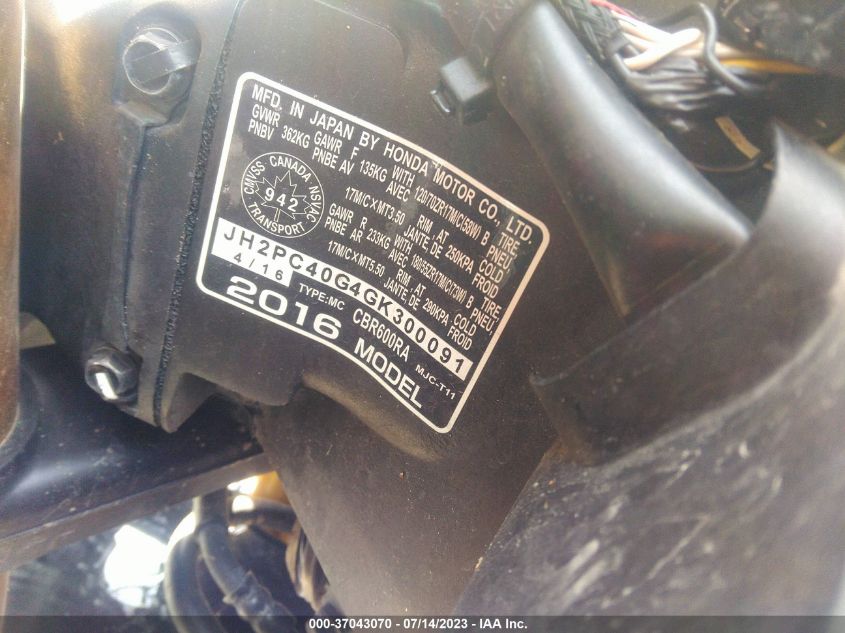 MFD. IN JAPAN BY HONDA MOTOR CO., LTD.
GVWR GAWR F WITH 120/70ZR17M/C(58W) B TIRE,
PNBV 362KG PNBE AV 135KG AVEC PNEU,
17M/CXMT3.50 RIM AT 250KPA COLD
JANTE, DE FROID
GAWR R 233KG WITH 180/55ZR17M/C(73W) B TIRE,
PNBE AR AVEC PNEU,
17M/CXMT5.50 RIM AT 290KPA COLD
JANTE, DE FROID
CMVSS CANADA NSVAC
942
TRANSPORT
JH2PC40G4GK300091
4/16 TYPE:MC CBR600RA MJC-T11
2016 MODEL
000-37043070 - 07/14/2023 - IAA Inc.